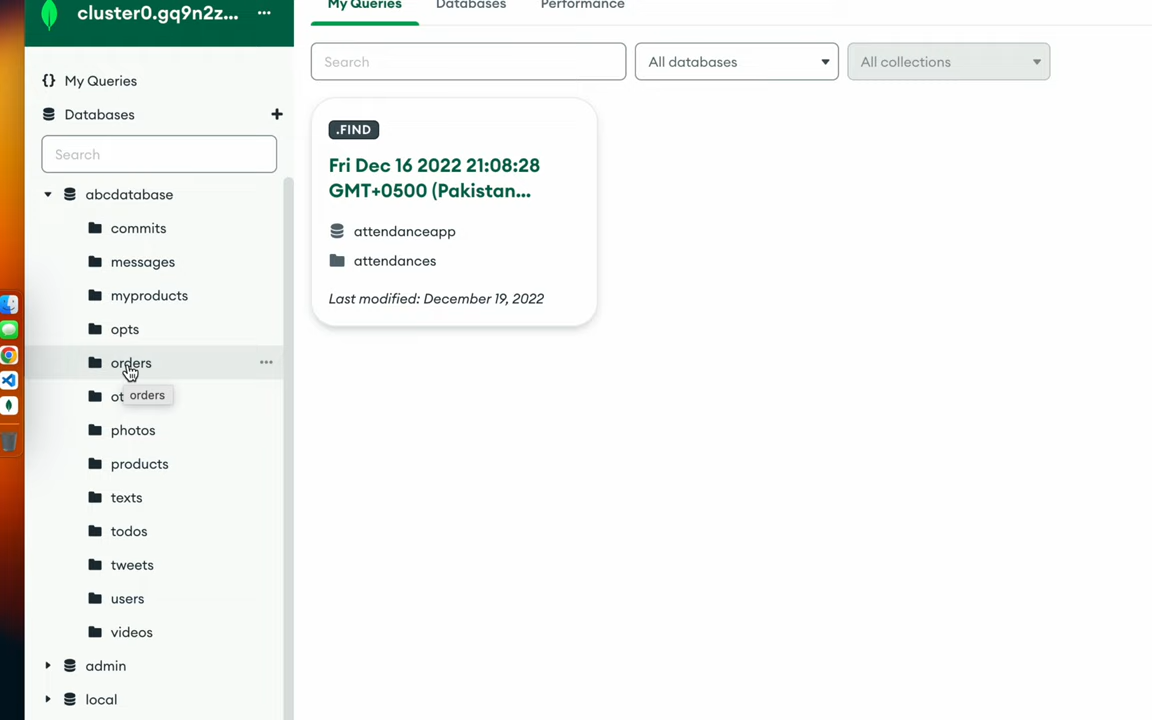 cluster0.gq9n2z...
My Queries
Databases
Search
abcdatabase
commits
messages
myproducts
opts
orders
orders
photos
products
texts
todos
tweets
users
videos
admin
local
My Queries
Databases
Performance
Search
All databases
All collections
.FIND
Fri Dec 16 2022 21:08:28
GMT+0500 (Pakistan...
attendanceapp
attendances
Last modified: December 19, 2022